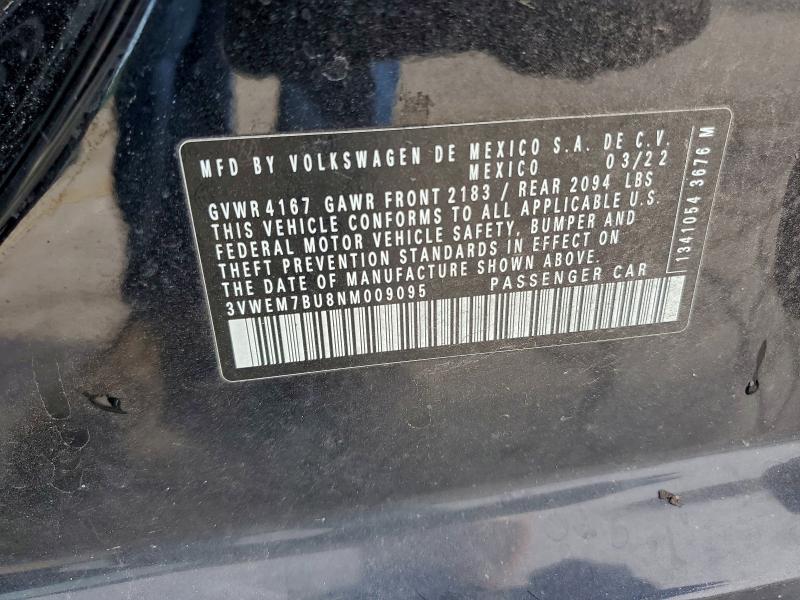 MFD BY VOLKSWAGEN DE MEXICO S.A. DE C.V.
MEXICO 03/22
GVWR 4167 GAWR FRONT 2183 / REAR 2094 LBS
THIS VEHICLE CONFORMS TO ALL APPLICABLE U.S.
FEDERAL MOTOR VEHICLE SAFETY, BUMPER AND
THEFT PREVENTION STANDARDS IN EFFECT ON
THE DATE OF MANUFACTURE SHOWN ABOVE.
3VWEM7BU8NM009095 PASSENGER CAR
1341054 3676 M